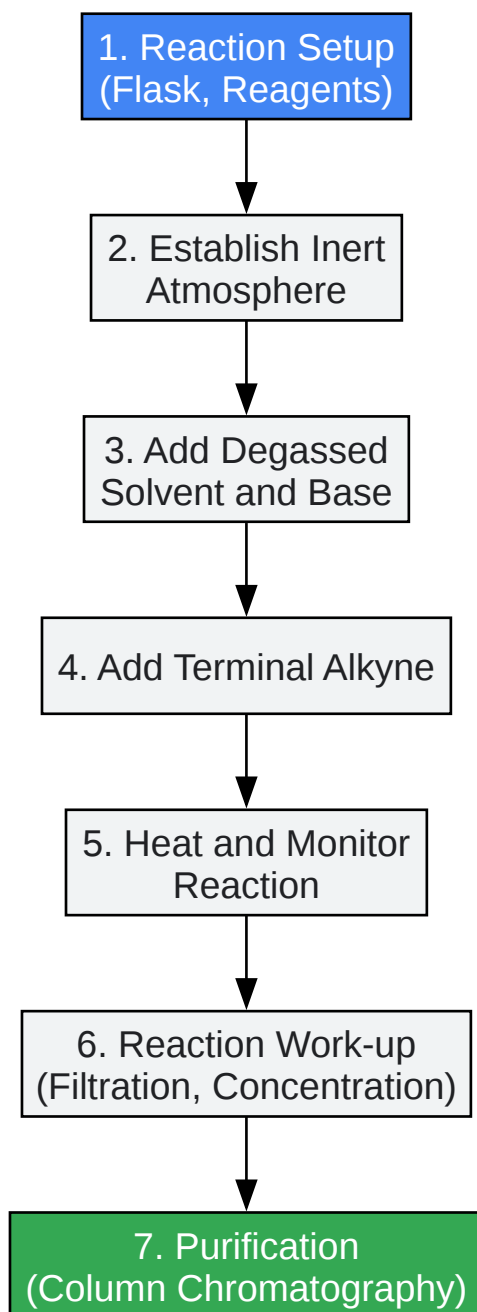 1. Reaction Setup
(Flask, Reagents)
2. Establish Inert
Atmosphere
3. Add Degassed
Solvent and Base
4. Add Terminal Alkyne
5. Heat and Monitor
Reaction
6. Reaction Work-up
(Filtration, Concentration)
7. Purification
(Column Chromatography)